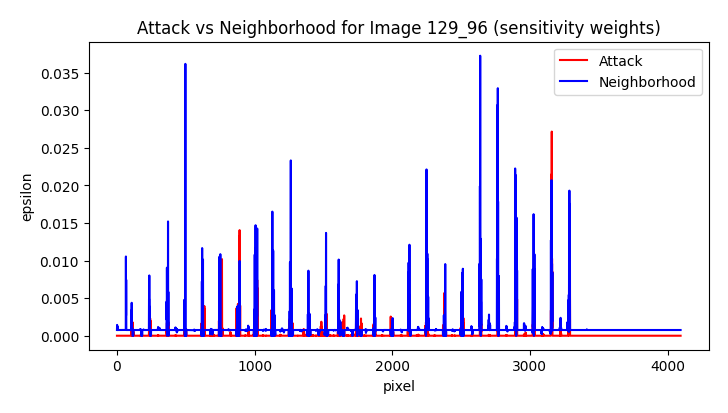 Attack vs Neighborhood for Image 129_96 (sensitivity weights)
Attack
Neighborhood
epsilon
0.035
0.030
0.025
0.020
0.015
0.010
0.005
0.000
0
1000
2000
3000
4000
pixel